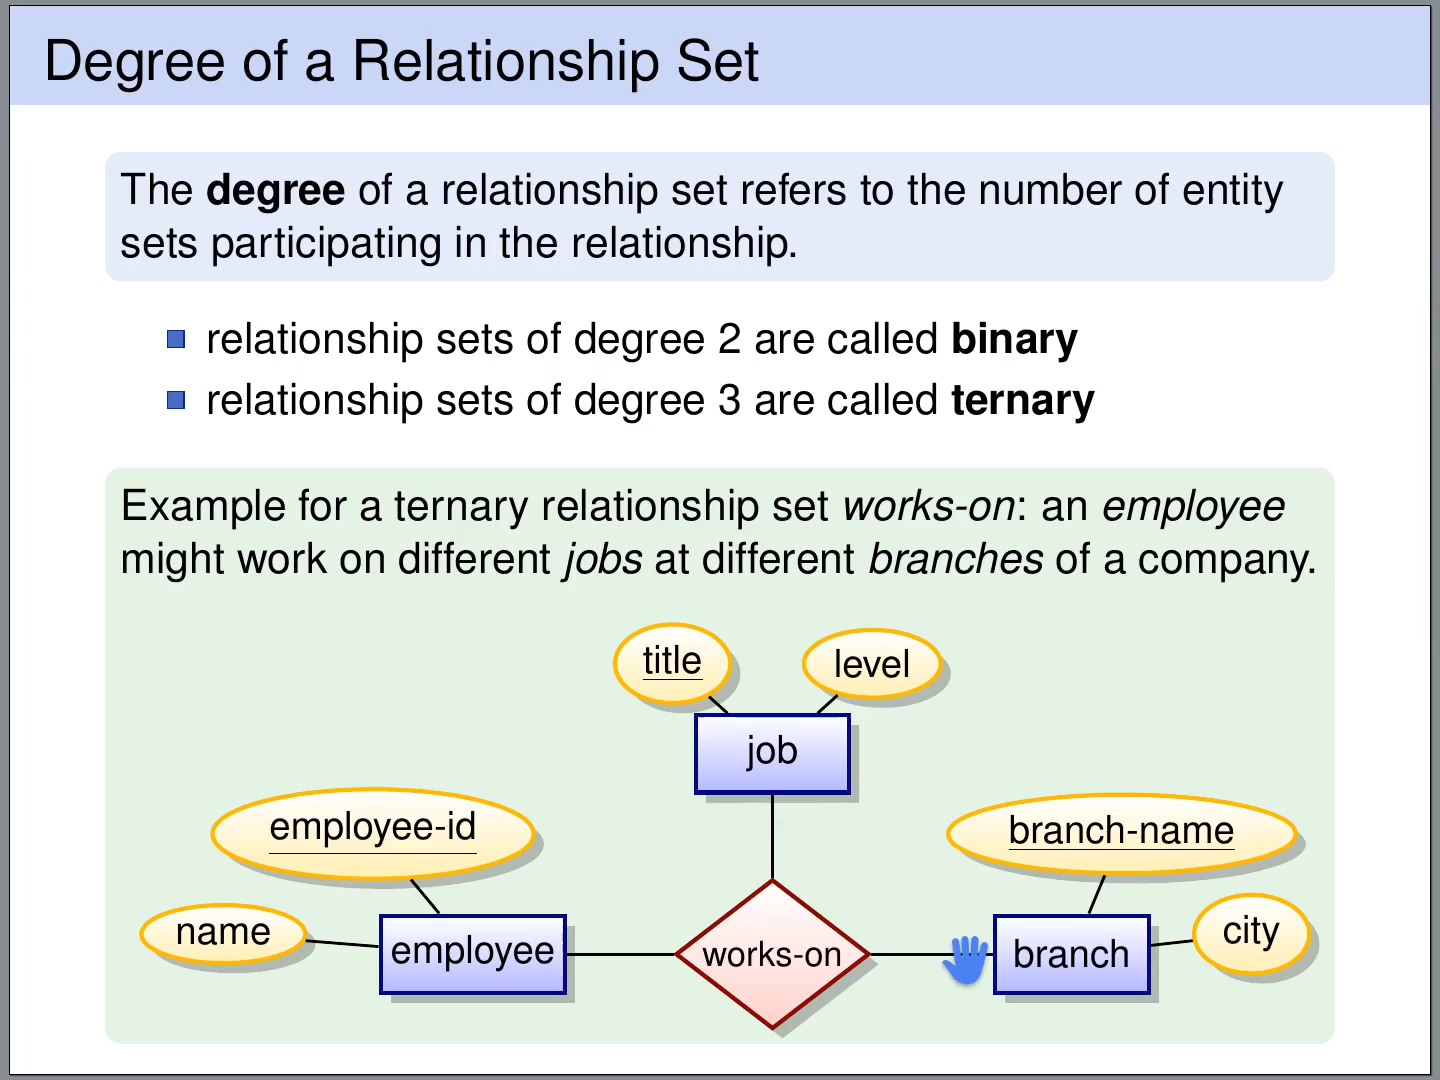 Degree of a Relationship Set
The degree of a relationship set refers to the number of entity
sets participating in the relationship.
relationship sets of degree 2 are called binary
relationship sets of degree 3 are called ternary
Example for a ternary relationship set works-on: an employee
might work on different jobs at different branches of a company.
title
level
job
employee-id
branch-name
name
city
employee
works-on
branch